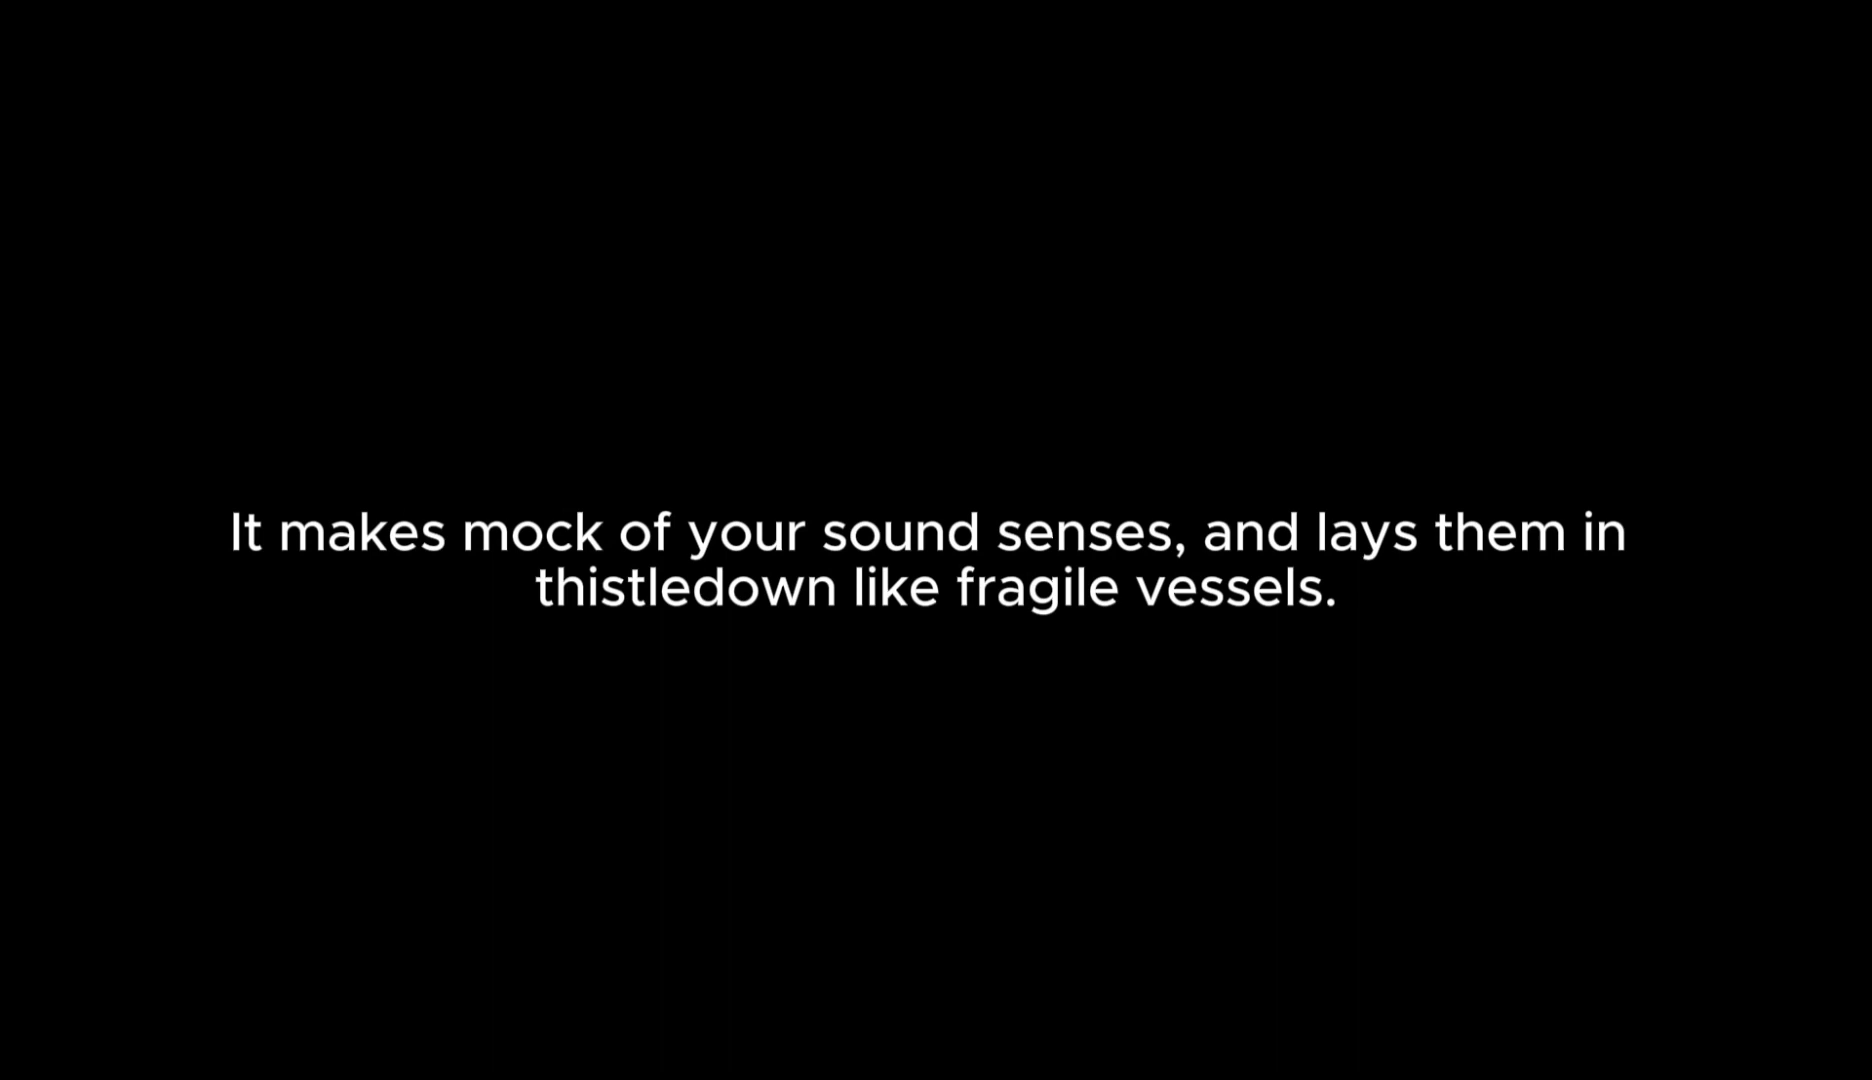 It makes mock of your sound senses, and lays them in
thistledown like fragile vessels.